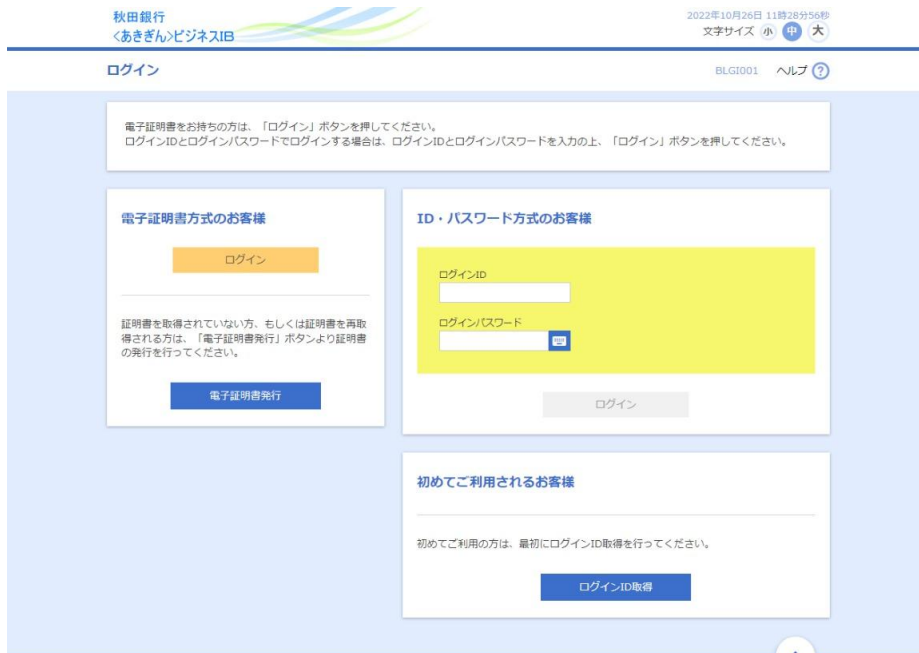 秋田銀行
<あきぎん>ビジネスIB
2022年10月26日 11時28分56秒
文字サイズ 小 中 大
ログイン
BLGI001 ヘルプ ?
電子証明書をお持ちの方は、「ログイン」ボタンを押してください。
ログインIDとログインパスワードでログインする場合は、ログインIDとログインパスワードを入力の上、「ログイン」ボタンを押してください。
電子証明書方式のお客様
ログイン
証明書を取得されていない方、もしくは証明書を再取
得される方は、「電子証明書発行」ボタンより証明書
の発行を行ってください。
電子証明書発行
ID・パスワード方式のお客様
ログインID
ログインパスワード
ログイン
初めてご利用されるお客様
初めてご利用の方は、最初にログインID取得を行ってください。
ログインID取得